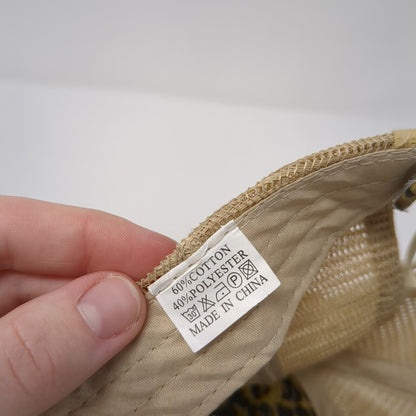 60%COTTON
40%POLYESTER
30 P
MADE IN CHINA